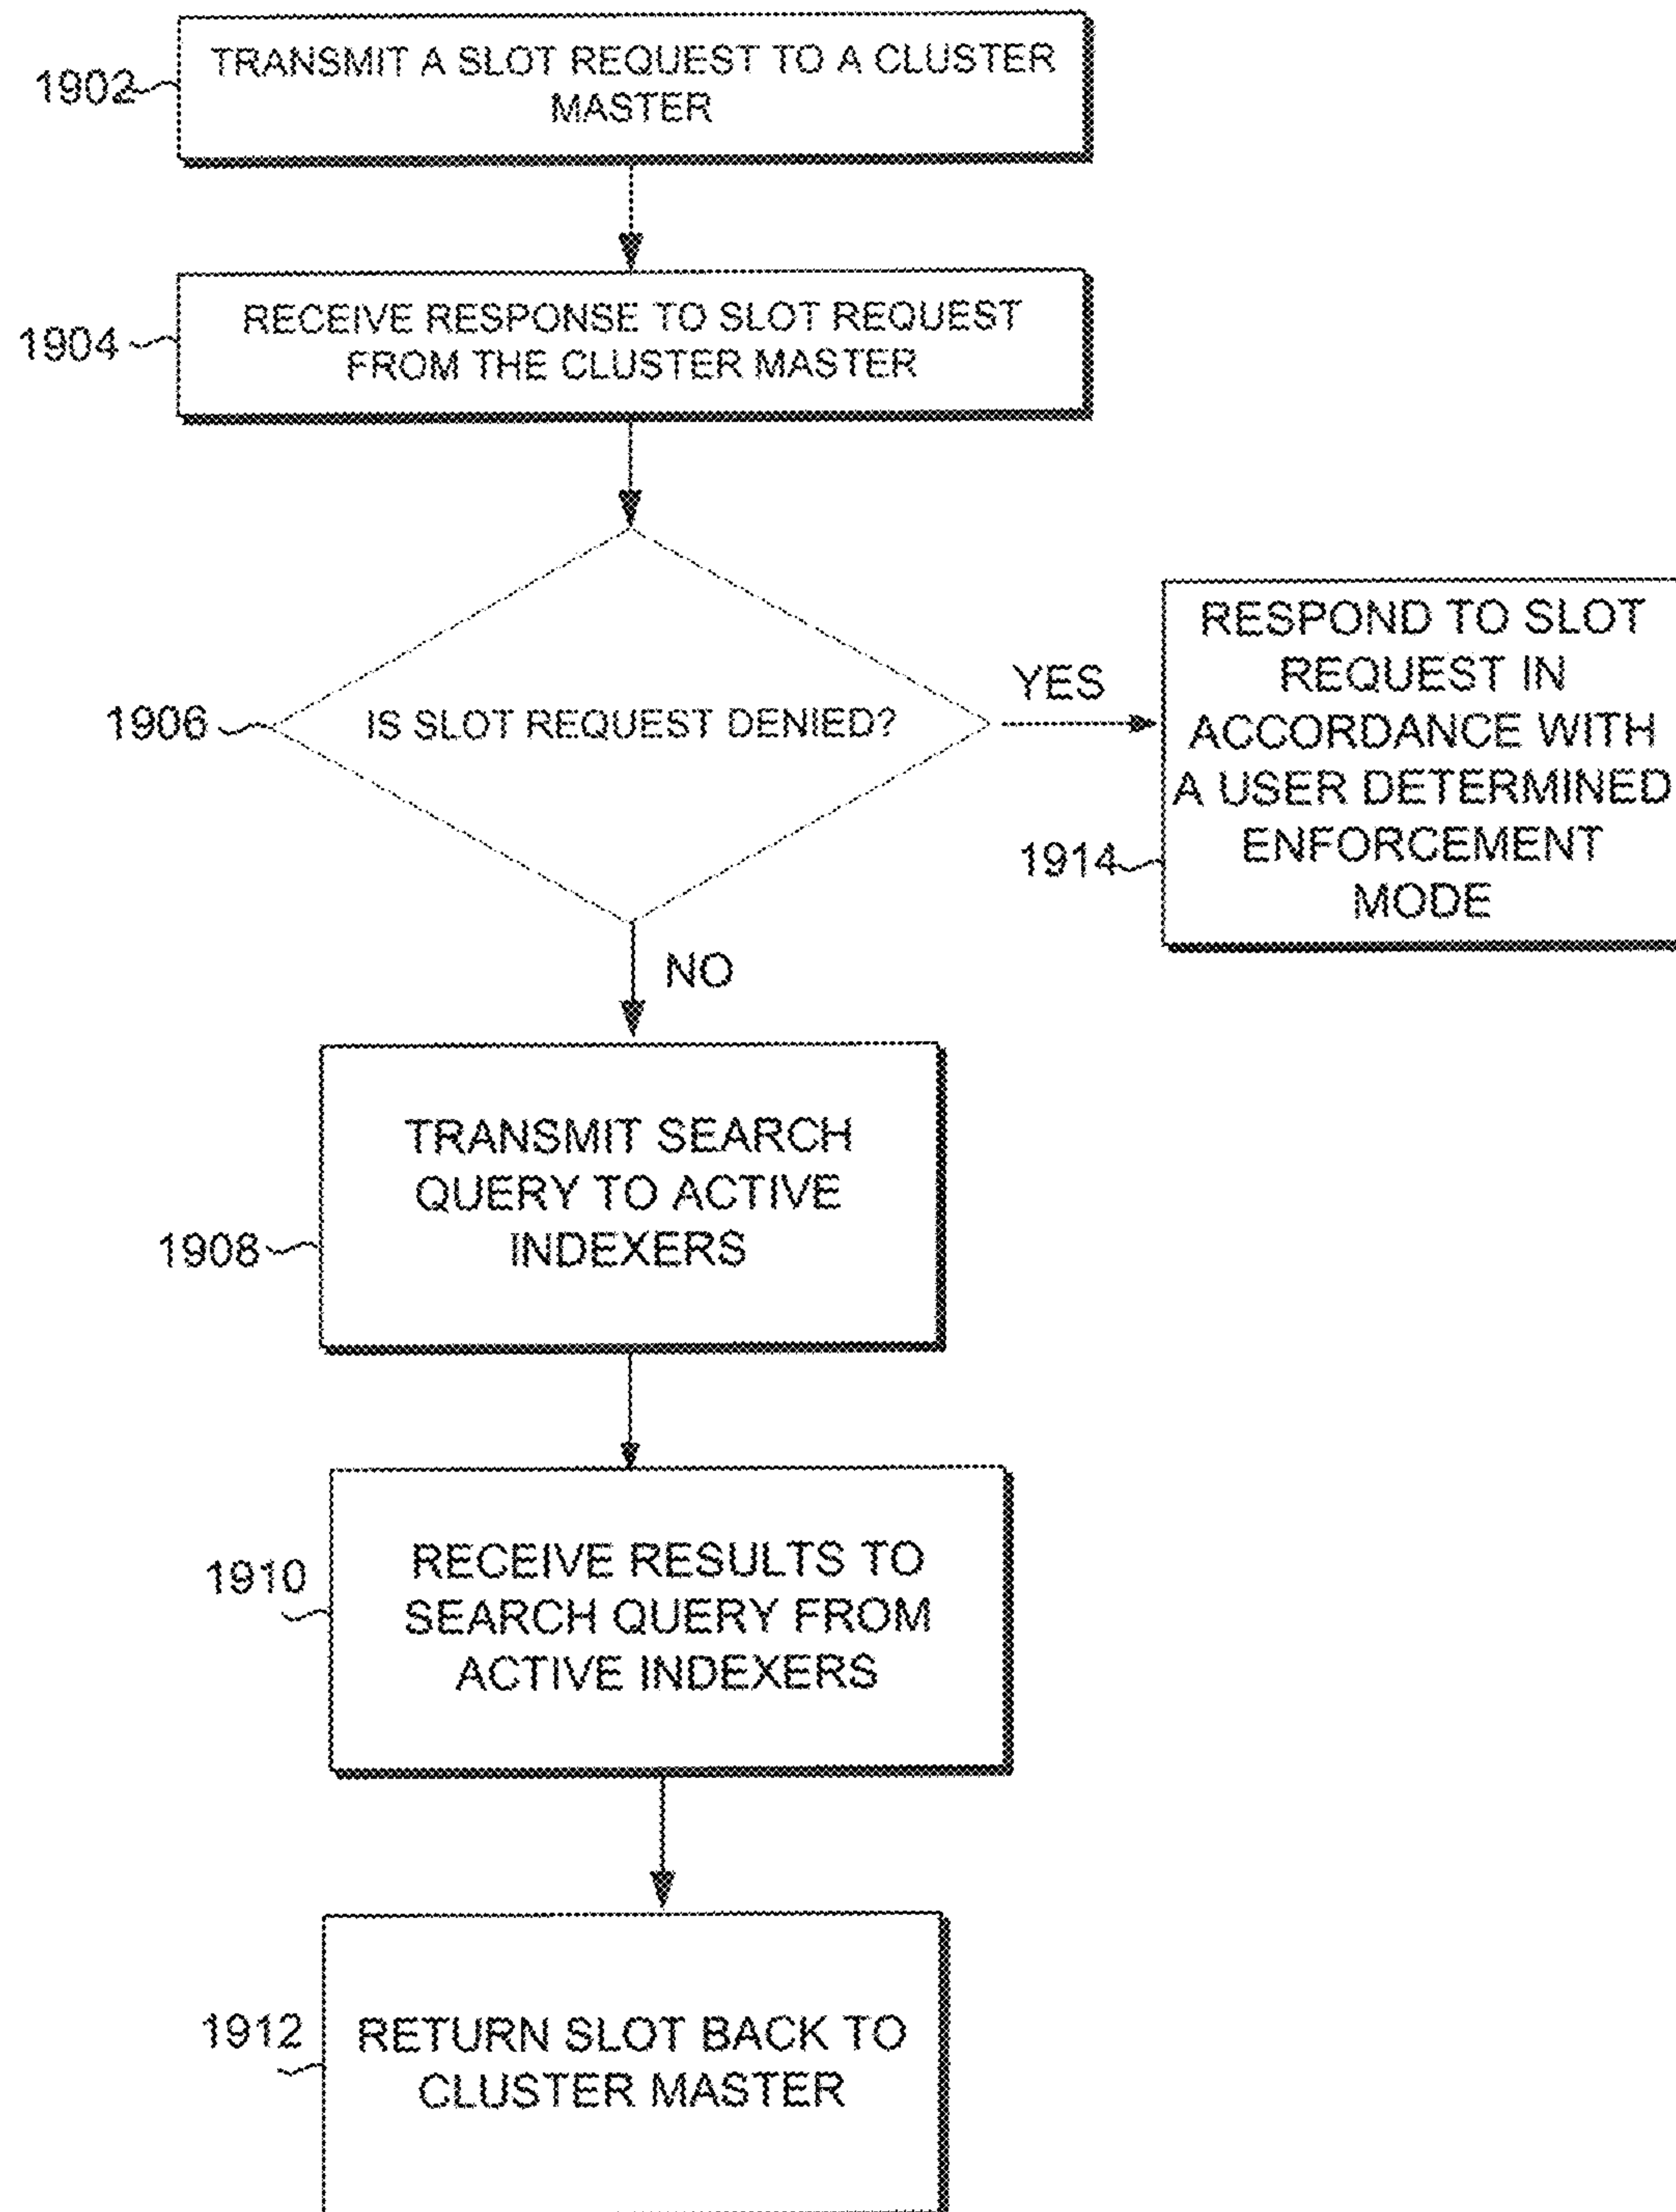 1902
TRANSMIT A SLOT REQUEST TO A CLUSTER
MASTER
1904
RECEIVE RESPONSE TO SLOT REQUEST
FROM THE CLUSTER MASTER
1906
IS SLOT REQUEST DENIED?
YES
RESPOND TO SLOT
REQUEST IN
ACCORDANCE WITH
A USER DETERMINED
ENFORCEMENT
MODE
1914
NO
TRANSMIT SEARCH
QUERY TO ACTIVE
INDEXERS
1908
1910
RECEIVE RESULTS TO
SEARCH QUERY FROM
ACTIVE INDEXERS
1912
RETURN SLOT BACK TO
CLUSTER MASTER